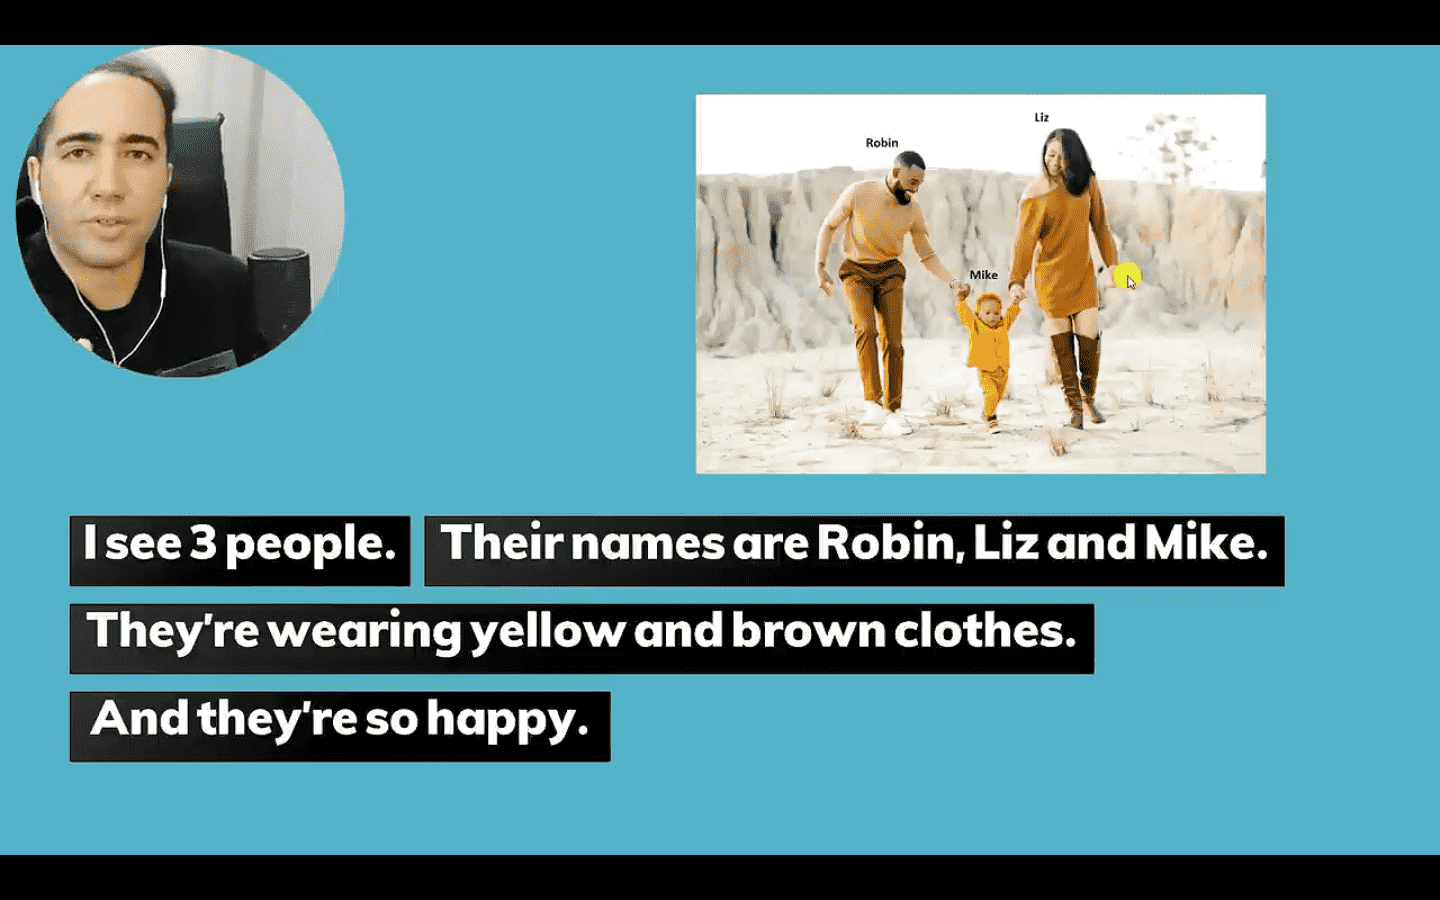 Liz
Robin
Mike
I see 3 people. Their names are Robin, Liz and Mike.
They're wearing yellow and brown clothes.
And they're so happy.